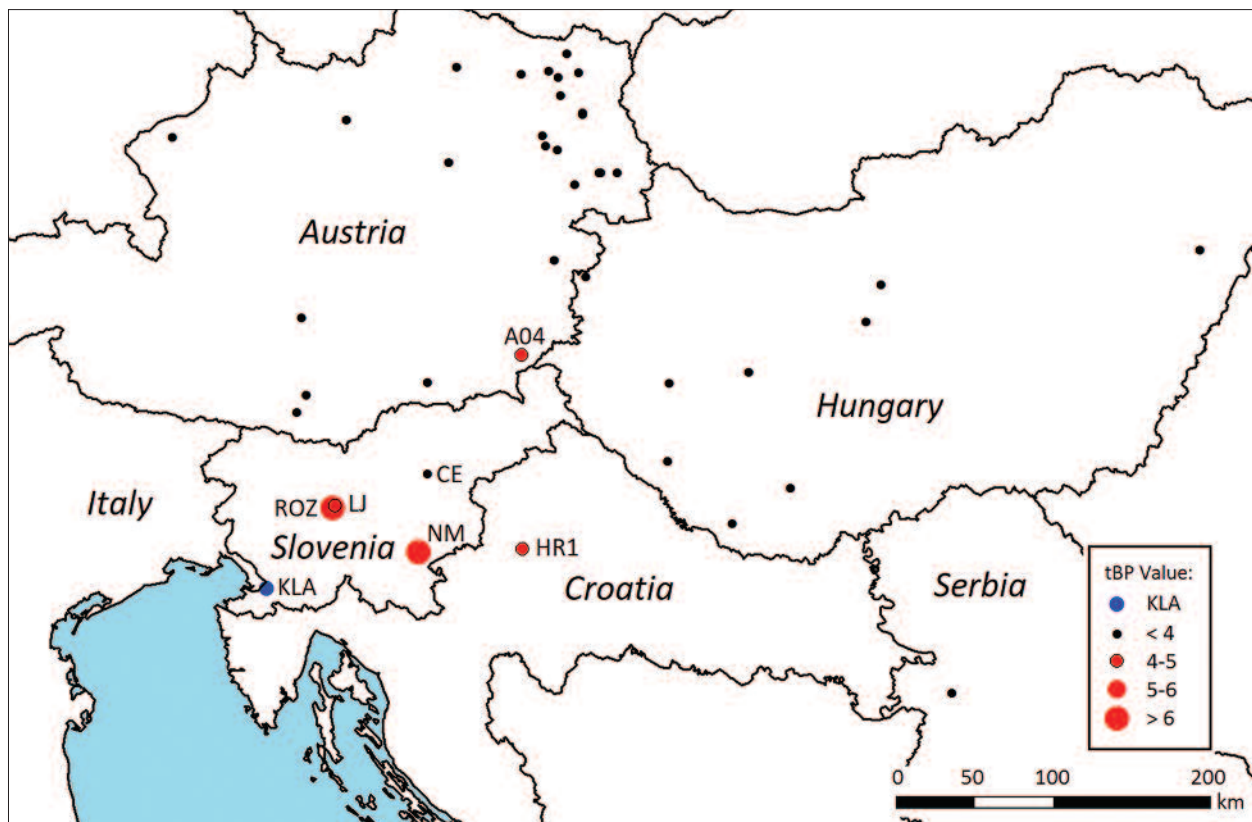 Austria
A04
Hungary
CE
Italy
ROZ
LJ
NM
Slovenia
HR1
KLA
Croatia
Serbia
tBP Value:
KLA
< 4
4-5
5-6
> 6
0 50 100 200
km